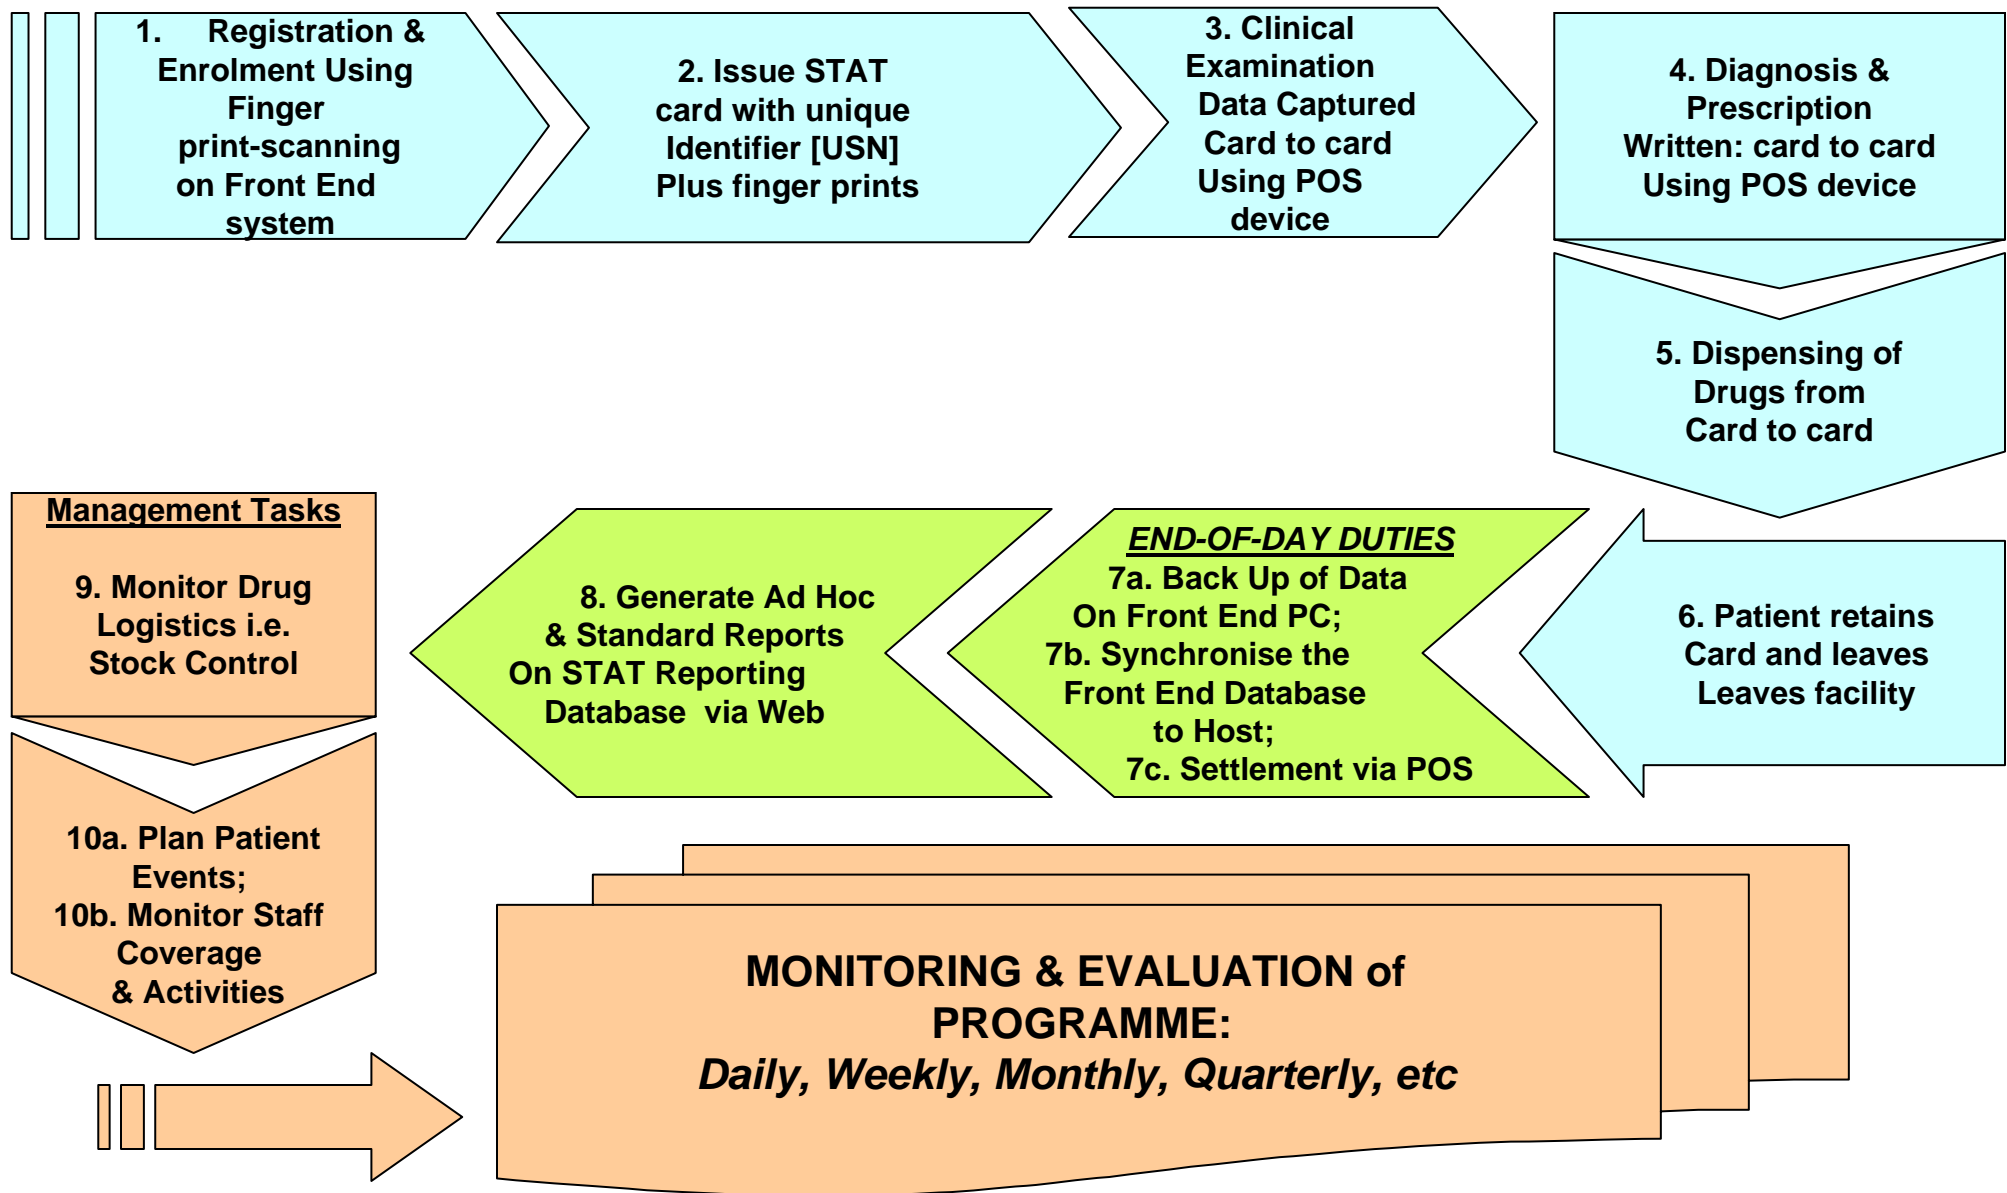 1. Registration &
Enrolment Using
Finger
print-scanning
on Front End
system
2. Issue STAT
card with unique
Identifier [USN]
Plus finger prints
3. Clinical
Examination
Data Captured
Card to card
Using POS
device
4. Diagnosis &
Prescription
Written: card to card
Using POS device
5. Dispensing of
Drugs from
Card to card
6. Patient retains
Card and leaves
Leaves facility
END-OF-DAY DUTIES
7a. Back Up of Data
On Front End PC;
7b. Synchronise the
Front End Database
to Host;
7c. Settlement via POS
8. Generate Ad Hoc
& Standard Reports
On STAT Reporting
Database via Web
Management Tasks
9. Monitor Drug
Logistics i.e.
Stock Control
10a. Plan Patient
Events;
10b. Monitor Staff
Coverage
& Activities
MONITORING & EVALUATION of
PROGRAMME:
Daily, Weekly, Monthly, Quarterly, etc